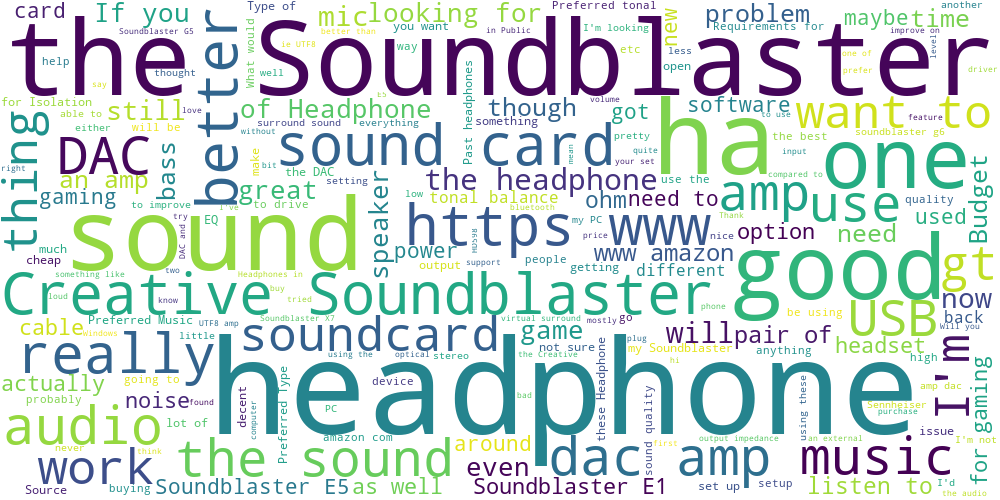 card
If you
mic
looking for
Type of
Preferred tonal
another
problem
maybe
time
Soundblaster G5
better than
in Public
I'm looking
you want
Requirements for
improve on
help
ie UTF8
way
new
less
one of
level
say
thought
What would
well
etc
open
prefer
driver
the Soundblaster
better
for Isolation
love
volume
E5
able to
still
of Headphone
though
got
software
want to
thing
either
will be
surround sound
everything
something
pretty
to use
feature
without
quite
the best
soundblaster g6
DAC
bass
make
sound card
Past headphones
mean
your set
input
ha
one
right
an amp
bit
the DAC
the headphone
use the
compared to
gaming
great
setting
low
tonal balance
ohm
need to
amp
use
quality
Budget
to improve
to drive
I've
bluetooth
my PC
used
try
DAC and
EQ
speaker
https
www
nice
option
need
much
sound
power
price
ROG
www amazon
good
gt
cheap
two
output
support
people
getting
different
something like
Headphones in
buy
tried
phone
now
Creative Soundblaster
loud
know
be using
USB
back
cable
Preferred Music
UTF8 amp
Soundblaster X7
virtual surround
mostly
go
Will you
windows
little
soundcard
game
plug
will
pair of
really
using the
optical
stereo
not sure
the Creative
my Soundblaster
anything
headset
high
actually
going to
Preferred Type
device
headphone
hi
amp dac
I'm
probably
noise
found
decent
bad
these Headphone
Sennheiser
using these
purchase
audio
lot of
computer
PC
sound quality
issue
for gaming
never
think
amazon com
around
first
output impedance
an external
I'm not
work
the sound
even
dac amp
music
Source
buying
Soundblaster E5
as well
Soundblaster E1
set up
setup
listen to
I'd
the audio